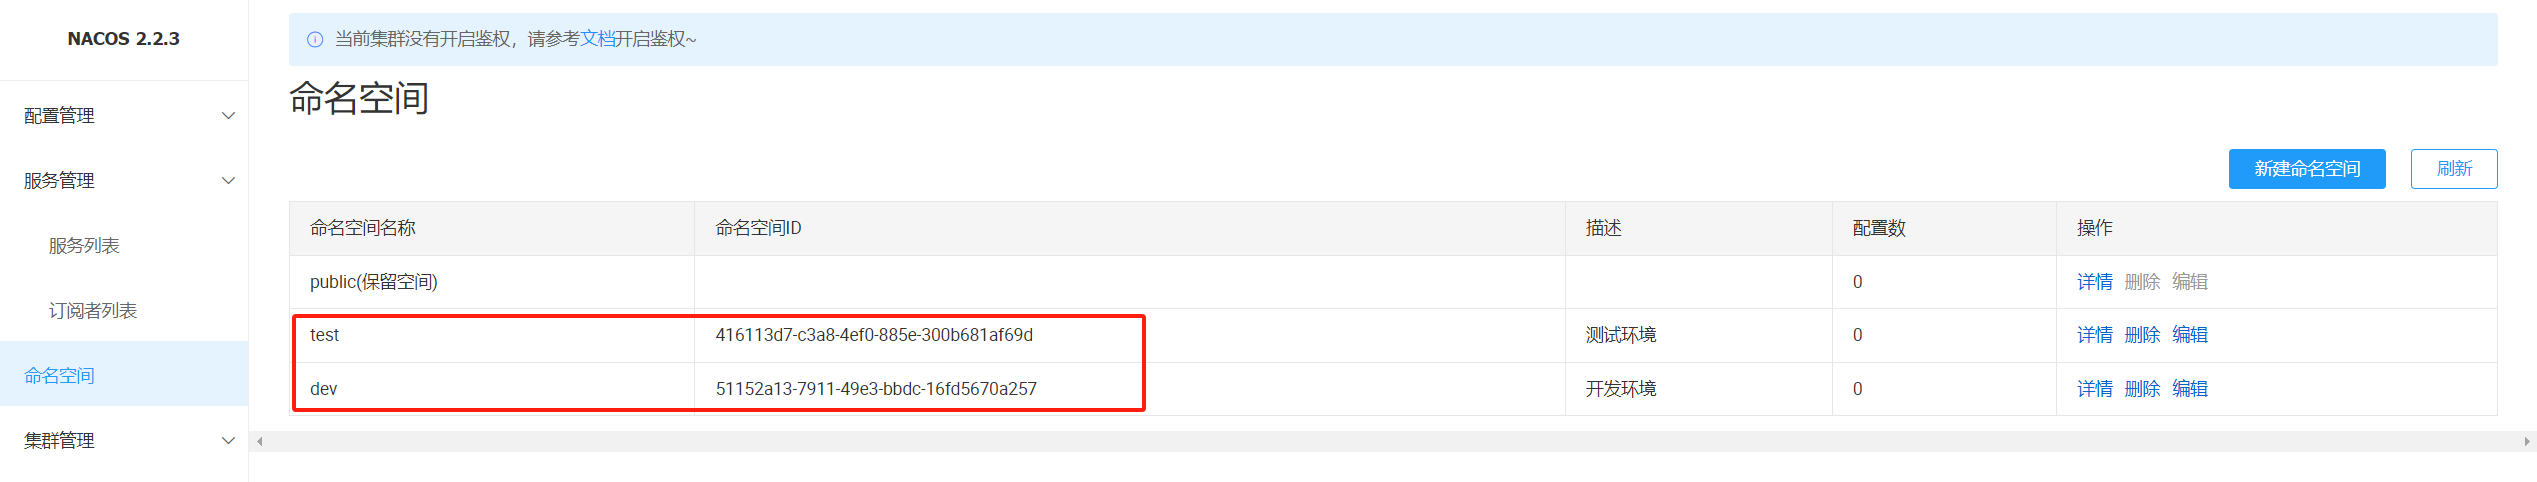 NACOS 2.2.3
配置管理
服务管理
服务列表
订阅者列表
命名空间
集群管理
当前集群没有开启鉴权，请参考文档开启鉴权~
命名空间
新建命名空间 刷新
命名空间名称 命名空间ID 描述 配置数 操作
public(保留空间) 0 详情 删除 编辑
test 416113d7-c3a8-4ef0-885e-300b681af69d 测试环境 0 详情 删除 编辑
dev 51152a13-7911-49e3-bbdc-16fd5670a257 开发环境 0 详情 删除 编辑